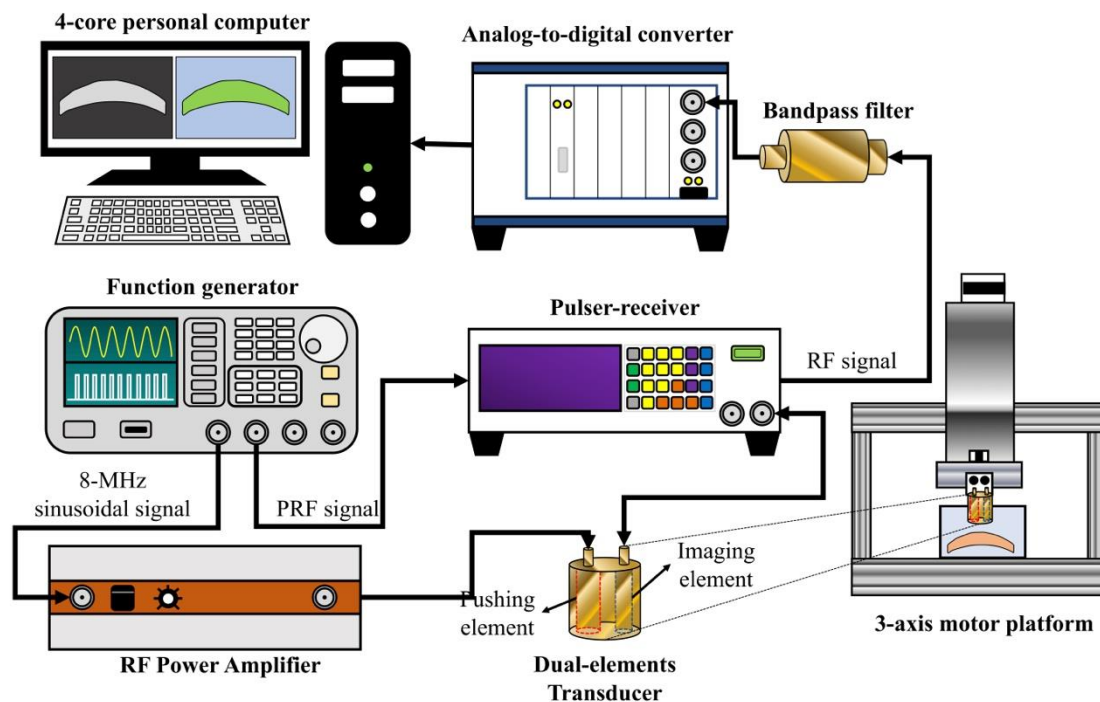 4-core personal computer
Analog-to-digital converter
Bandpass filter
Function generator
Pulser-receiver
RF signal
8-MHz
sinusoidal signal
PRF signal
Imaging
element
Pushing
element
3-axis motor platform
RF Power Amplifier
Dual-elements
Transducer